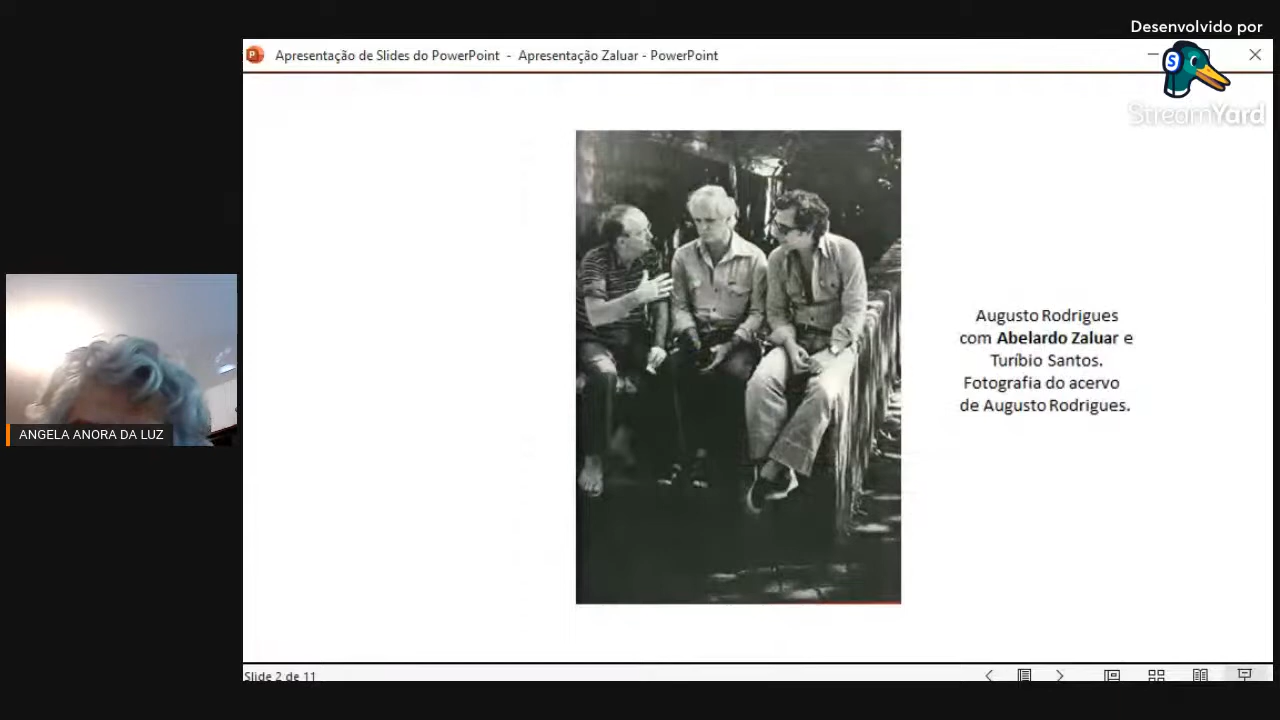 Desenvolvido por
Apresentação de Slides do PowerPoint - Apresentação Zaluar - PowerPoint
StreamYard
Augusto Rodrigues
com Abelardo Zaluar e
Turíbio Santos.
Fotografia do acervo
de Augusto Rodrigues.
ANGELA ANORA DA LUZ
Slide 2 de 11